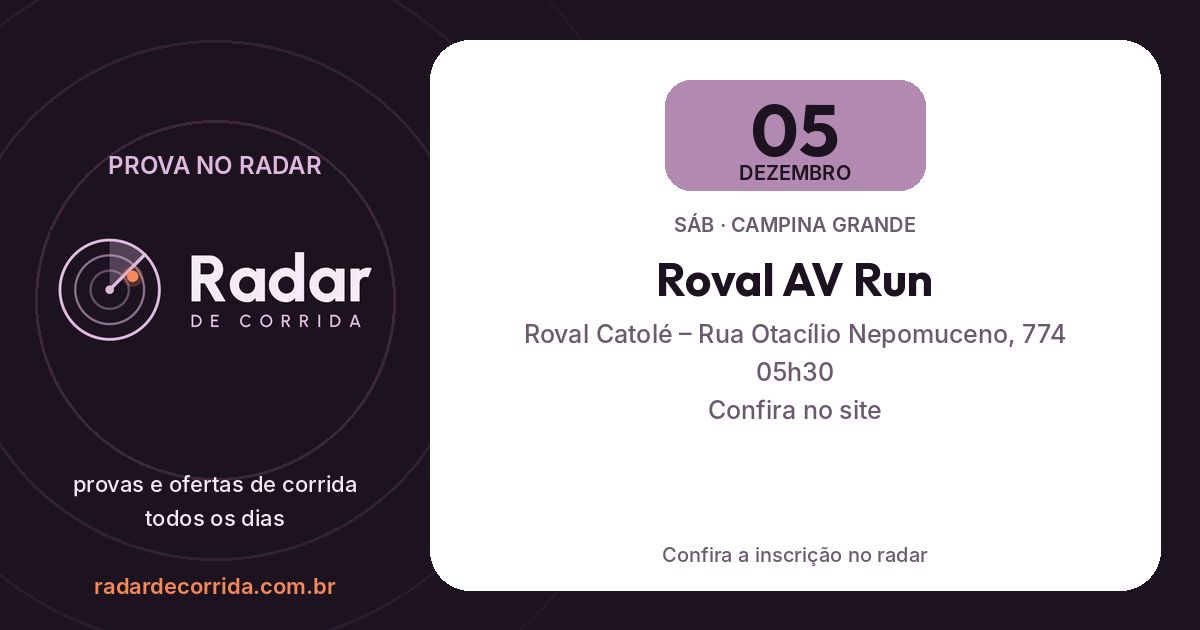 PROVA NO RADAR
Radar
DE CORRIDA
provas e ofertas de corrida
todos os dias
radardecorrida.com.br
05
DEZEMBRO
SÁB · CAMPINA GRANDE
Roval AV Run
Roval Catolé – Rua Otacílio Nepomuceno, 774
05h30
Confira no site
Confira a inscrição no radar